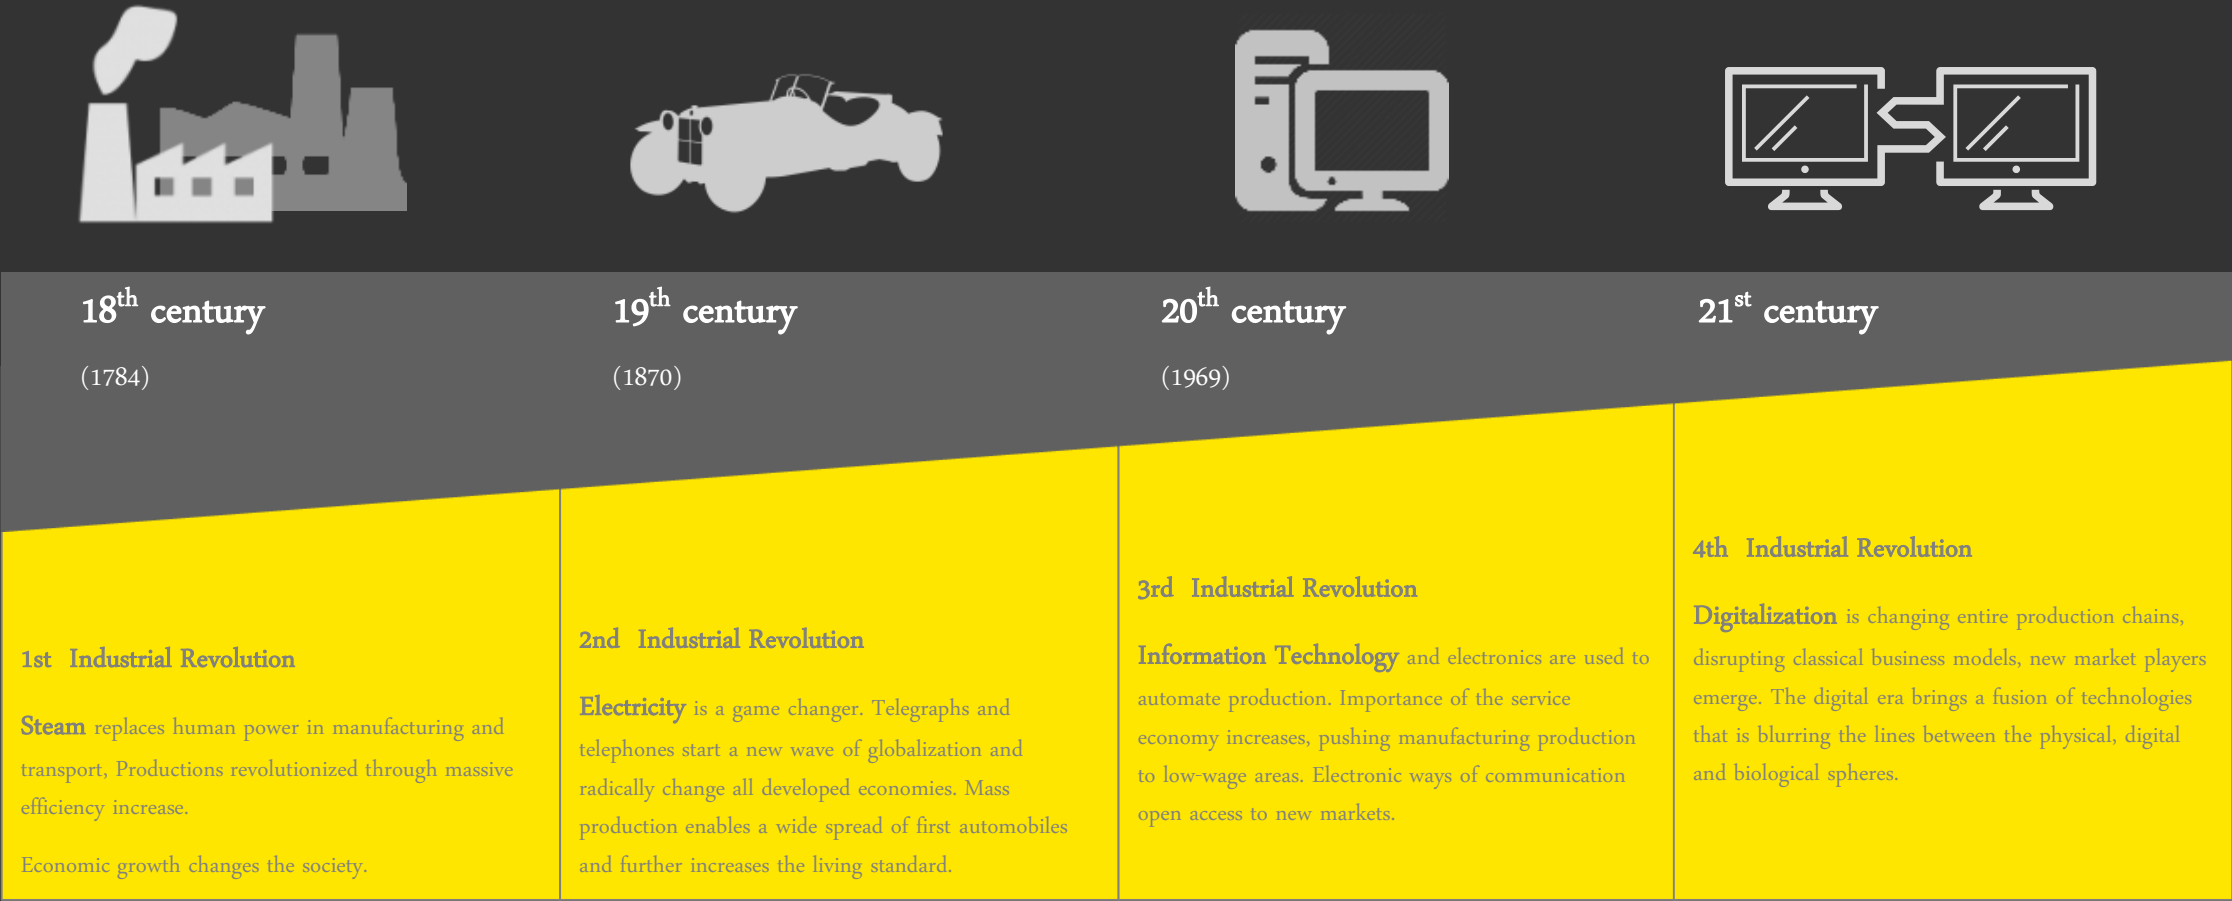 18th century
(1784)
19th century
(1870)
20th century
(1969)
21st century
1st Industrial Revolution
Steam replaces human power in manufacturing and
transport, Productions revolutionized through massive
efficiency increase.
Economic growth changes the society.
2nd Industrial Revolution
Electricity is a game changer. Telegraphs and
telephones start a new wave of globalization and
radically change all developed economies. Mass
production enables a wide spread of first automobiles
and further increases the living standard.
3rd Industrial Revolution
Information Technology and electronics are used to
automate production. Importance of the service
economy increases, pushing manufacturing production
to low-wage areas. Electronic ways of communication
open access to new markets.
4th Industrial Revolution
Digitalization is changing entire production chains,
disrupting classical business models, new market players
emerge. The digital era brings a fusion of technologies
that is blurring the lines between the physical, digital
and biological spheres.